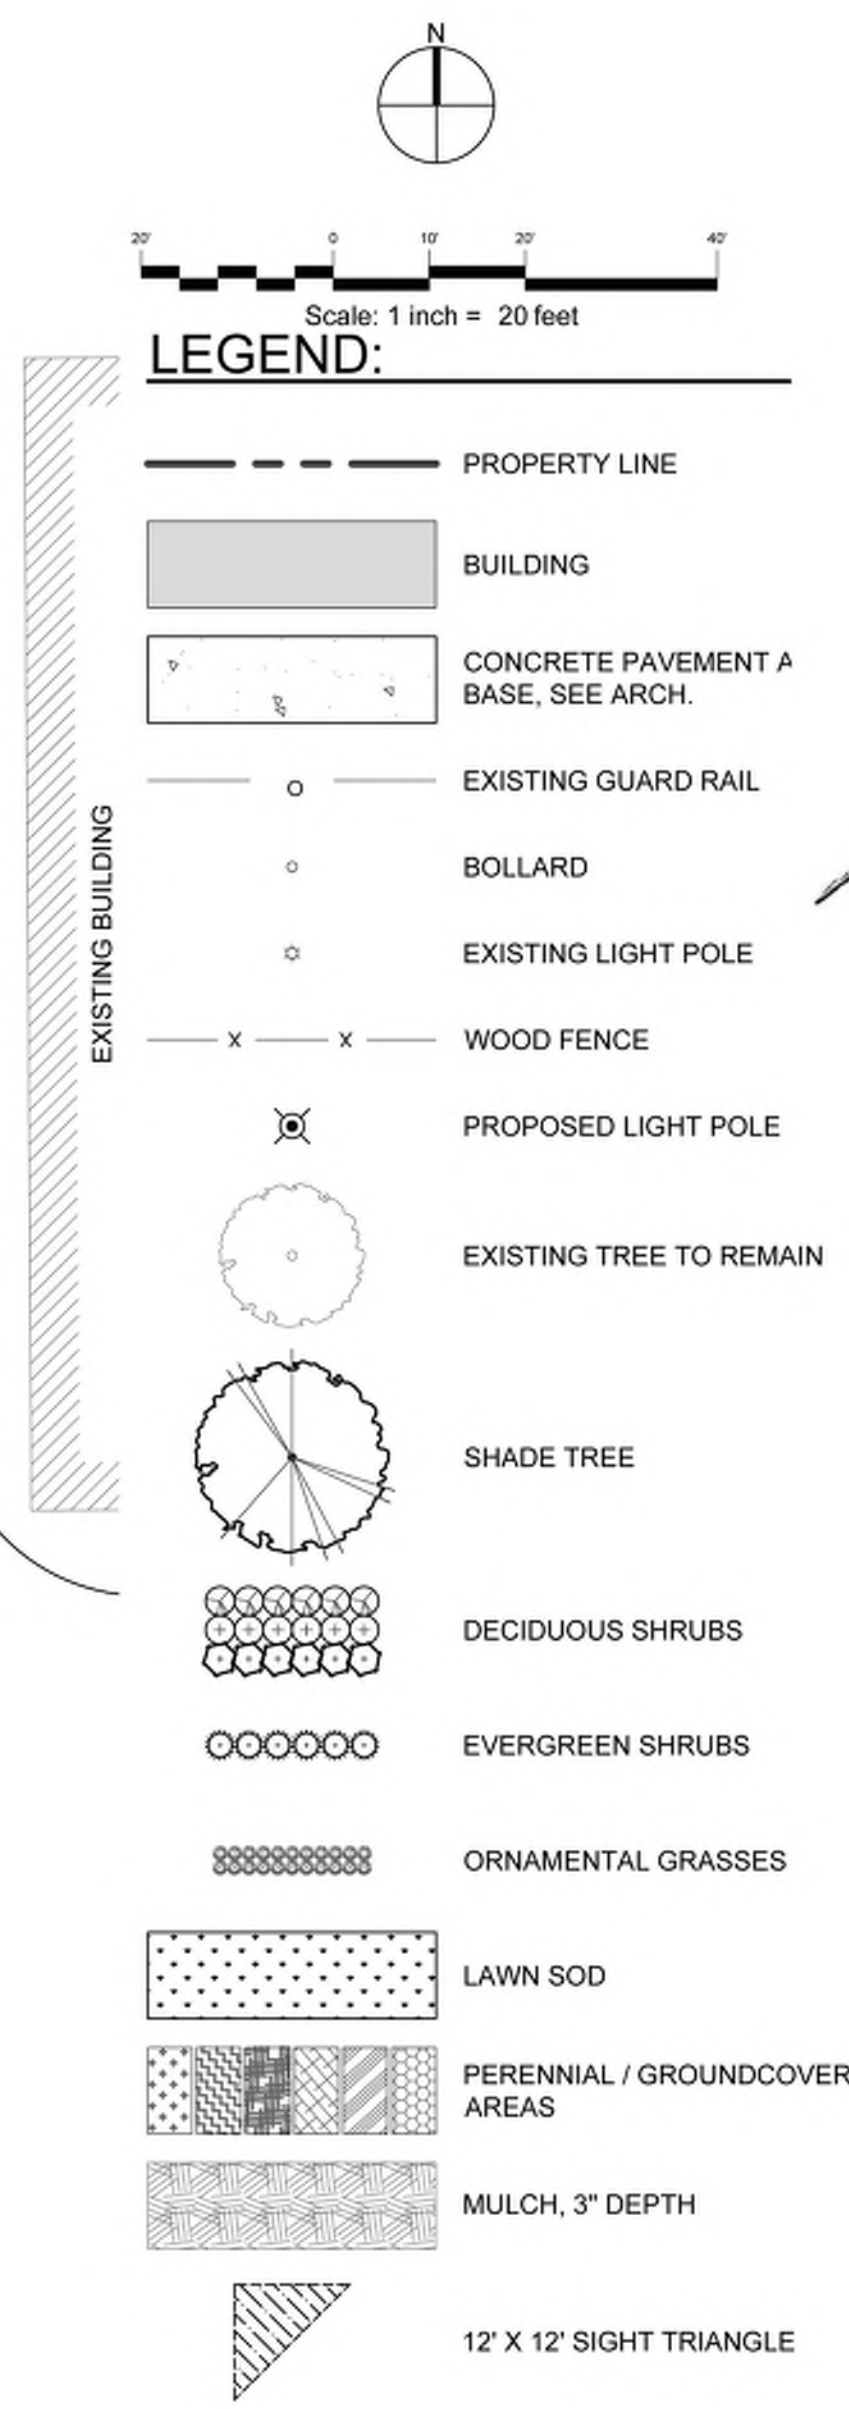 N
20' 0 10' 20' 40'
Scale: 1 inch = 20 feet
LEGEND:
PROPERTY LINE
BUILDING
CONCRETE PAVEMENT A
BASE, SEE ARCH.
EXISTING GUARD RAIL
BOLLARD
EXISTING BUILDING
EXISTING LIGHT POLE
WOOD FENCE
PROPOSED LIGHT POLE
EXISTING TREE TO REMAIN
SHADE TREE
DECIDUOUS SHRUBS
EVERGREEN SHRUBS
ORNAMENTAL GRASSES
LAWN SOD
PERENNIAL / GROUNDCOVER
AREAS
MULCH, 3" DEPTH
12' X 12' SIGHT TRIANGLE